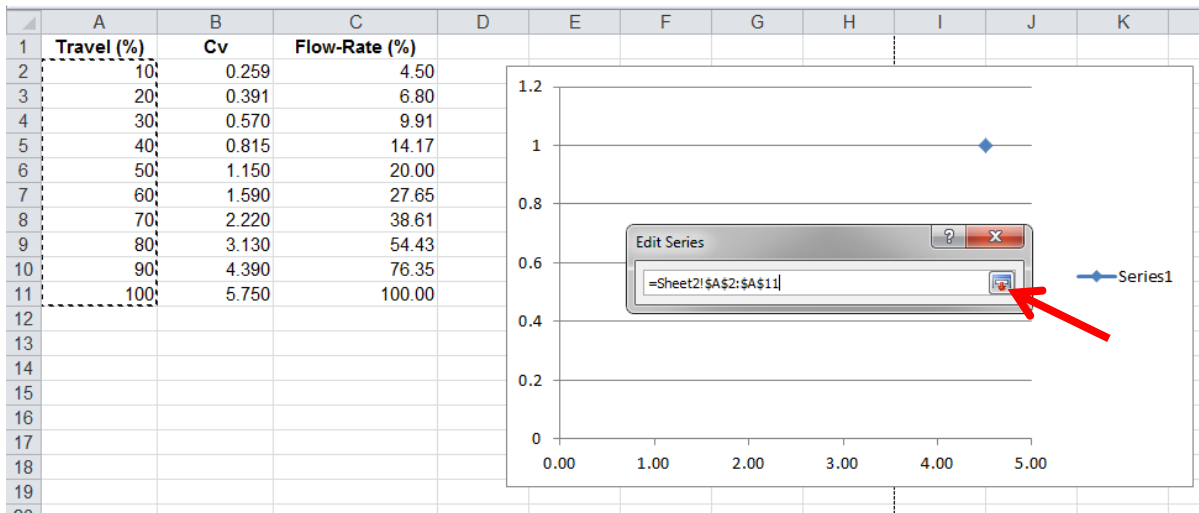 A B C D E F G H I J K
1 Travel (%) Cv Flow-Rate (%)
2 10 0.259 4.50
3 20 0.391 6.80
4 30 0.570 9.91
5 40 0.815 14.17
6 50 1.150 20.00
7 60 1.590 27.65
8 70 2.220 38.61
9 80 3.130 54.43
10 90 4.390 76.35
11 100 5.750 100.00
12
13
14
15
16
17
18
19
20
1.2
1
0.8
0.6
0.4
0.2
0
0.00 1.00 2.00 3.00 4.00 5.00
Series1
Edit Series ?
=Sheet2!$A$2:$A$11